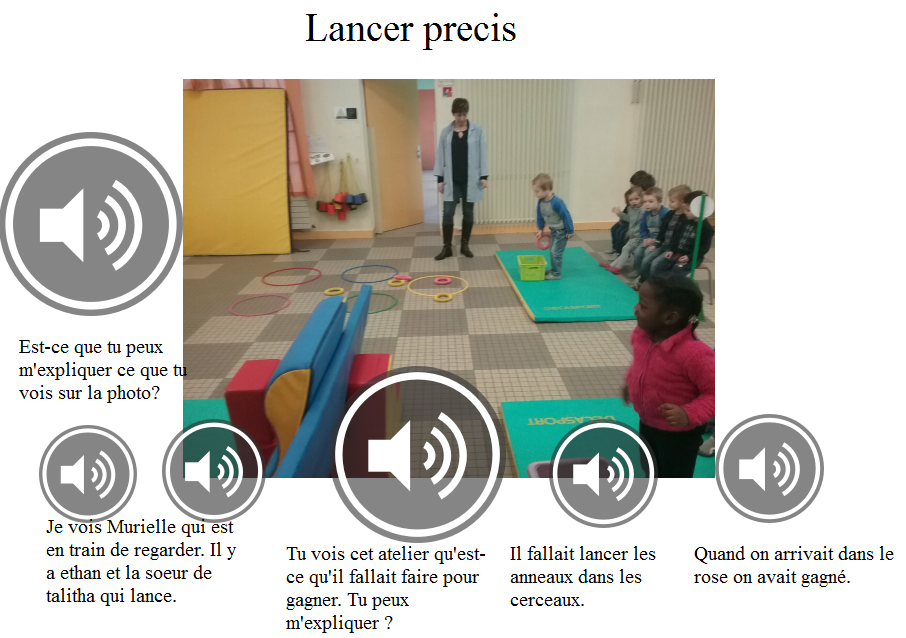 Lancer precis
Est-ce que tu peux
m'expliquer ce que tu
vois sur la photo?
Je vois Murielle qui est
en train de regarder. Il y
a ethan et la soeur de
talitha qui lance.
Tu vois cet atelier qu'est-
ce qu'il fallait faire pour
gagner. Tu peux
m'expliquer ?
Il fallait lancer les
anneaux dans les
cerceaux.
Quand on arrivait dans le
rose on avait gagné.